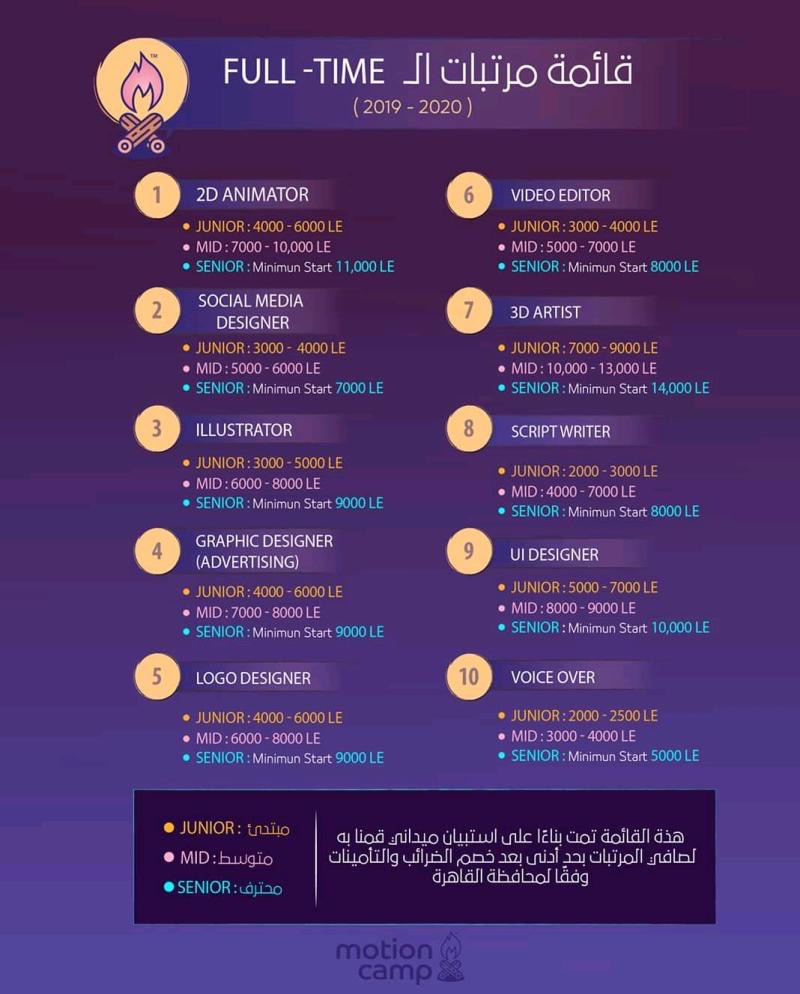 قائمة مرتبات الـ FULL -TIME
( 2019 - 2020 )
TM
1
2D ANIMATOR
JUNIOR : 4000 - 6000 LE
MID : 7000 - 10,000 LE
SENIOR : Minimun Start 11,000 LE
2
SOCIAL MEDIA
DESIGNER
JUNIOR : 3000 - 4000 LE
MID : 5000 - 6000 LE
SENIOR : Minimun Start 7000 LE
3
ILLUSTRATOR
JUNIOR : 3000 - 5000 LE
MID : 6000 - 8000 LE
SENIOR : Minimun Start 9000 LE
4
GRAPHIC DESIGNER
(ADVERTISING)
JUNIOR : 4000 - 6000 LE
MID : 7000 - 8000 LE
SENIOR : Minimun Start 9000 LE
5
LOGO DESIGNER
JUNIOR : 4000 - 6000 LE
MID : 6000 - 8000 LE
SENIOR : Minimun Start 9000 LE
6
VIDEO EDITOR
JUNIOR : 3000 - 4000 LE
MID : 5000 - 7000 LE
SENIOR : Minimun Start 8000 LE
7
3D ARTIST
JUNIOR : 7000 - 9000 LE
MID : 10,000 - 13,000 LE
SENIOR : Minimun Start 14,000 LE
8
SCRIPT WRITER
JUNIOR : 2000 - 3000 LE
MID : 4000 - 7000 LE
SENIOR : Minimun Start 8000 LE
9
UI DESIGNER
JUNIOR : 5000 - 7000 LE
MID : 8000 - 9000 LE
SENIOR : Minimun Start 10,000 LE
10
VOICE OVER
JUNIOR : 2000 - 2500 LE
MID : 3000 - 4000 LE
SENIOR : Minimun Start 5000 LE
JUNIOR : مبتدئ
MID : متوسط
SENIOR : محترف
هذة القائمة تمت بناءًا على استبيان ميداني قمنا به
لصافي المرتبات بحد أدنى بعد خصم الضرائب والتأمينات
وفقًا لمحافظة القاهرة
motion
camp